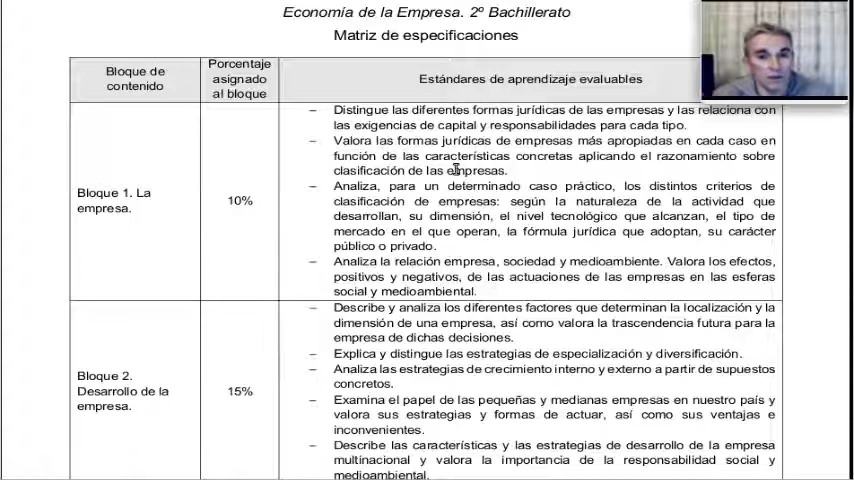 Economía de la Empresa. 2º Bachillerato
Matriz de especificaciones
Bloque de
contenido
Porcentaje
asignado
al bloque
Estándares de aprendizaje evaluables
Bloque 1. La
empresa.
10%
– Distingue las diferentes formas jurídicas de las empresas y las relaciona con
las exigencias de capital y responsabilidades para cada tipo.
– Valora las formas jurídicas de empresas más apropiadas en cada caso en
función de las características concretas aplicando el razonamiento sobre
clasificación de las empresas.
– Analiza, para un determinado caso práctico, los distintos criterios de
clasificación de empresas: según la naturaleza de la actividad que
desarrollan, su dimensión, el nivel tecnológico que alcanzan, el tipo de
mercado en el que operan, la fórmula jurídica que adoptan, su carácter
público o privado.
– Analiza la relación empresa, sociedad y medioambiente. Valora los efectos,
positivos y negativos, de las actuaciones de las empresas en las esferas
social y medioambiental.
Bloque 2.
Desarrollo de la
empresa.
15%
– Describe y analiza los diferentes factores que determinan la localización y la
dimensión de una empresa, así como valora la trascendencia futura para la
empresa de dichas decisiones.
– Explica y distingue las estrategias de especialización y diversificación.
– Analiza las estrategias de crecimiento interno y externo a partir de supuestos
concretos.
– Examina el papel de las pequeñas y medianas empresas en nuestro país y
valora sus estrategias y formas de actuar, así como sus ventajas e
inconvenientes.
– Describe las características y las estrategias de desarrollo de la empresa
multinacional y valora la importancia de la responsabilidad social y
medioambiental.